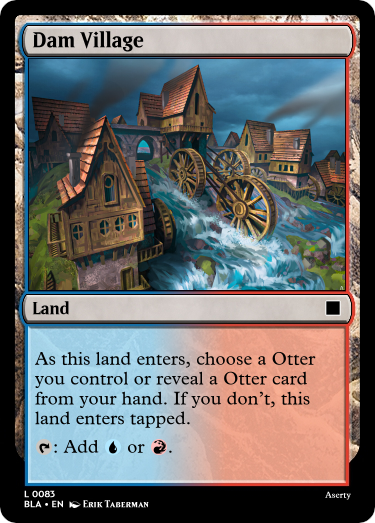 Dam Village
Land
As this land enters, choose a Otter
you control or reveal a Otter card
from your hand. If you don't, this
land enters tapped.
: Add or .
L 0083
BLA • EN Erik Taberman
Aserty